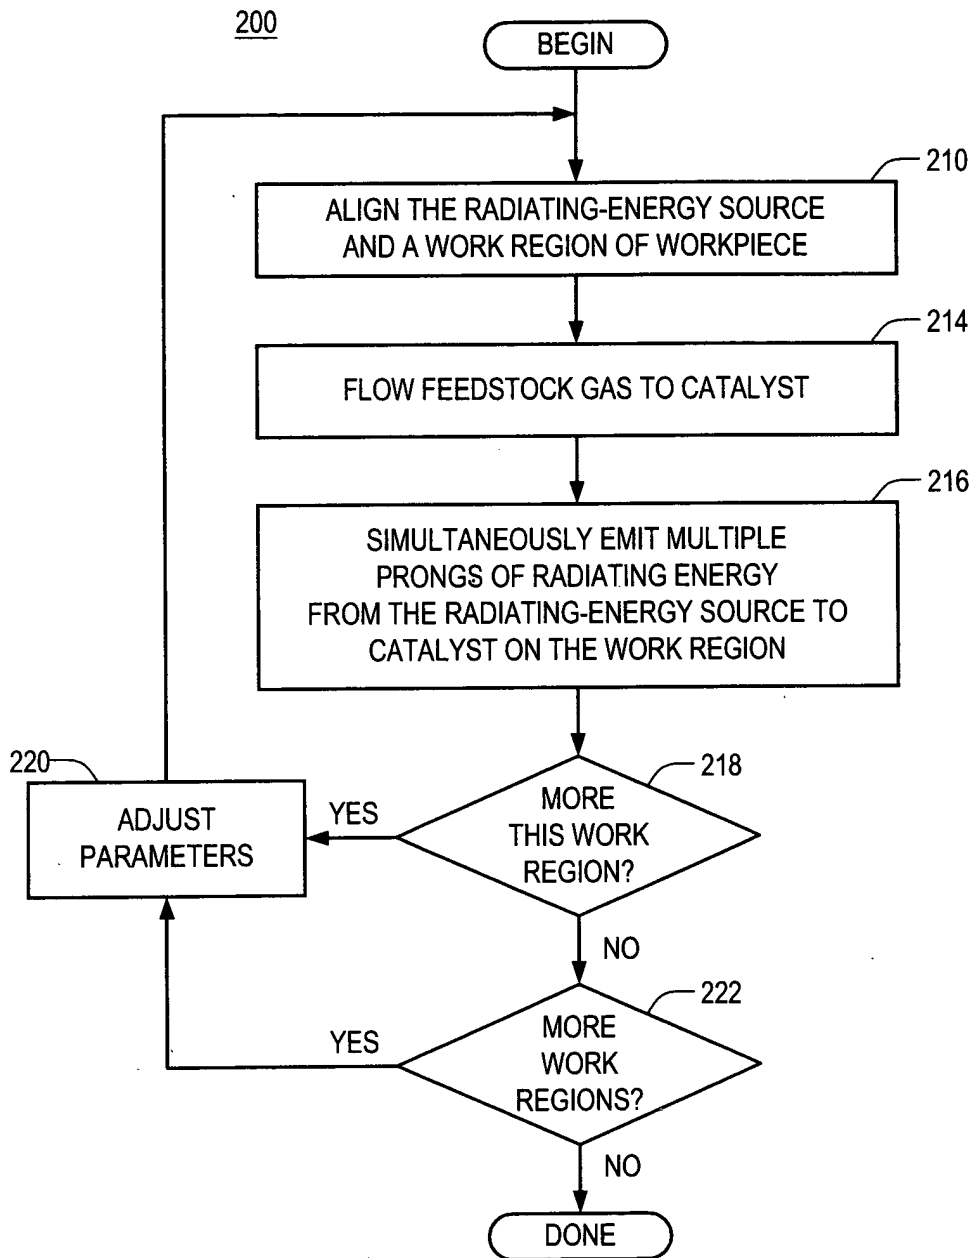 200
BEGIN
210
ALIGN THE RADIATING-ENERGY SOURCE
AND A WORK REGION OF WORKPIECE
214
FLOW FEEDSTOCK GAS TO CATALYST
216
SIMULTANEOUSLY EMIT MULTIPLE
PRONGS OF RADIATING ENERGY
FROM THE RADIATING-ENERGY SOURCE TO
CATALYST ON THE WORK REGION
218
MORE
THIS WORK
REGION?
YES
220
ADJUST
PARAMETERS
NO
222
MORE
WORK
REGIONS?
YES
NO
DONE